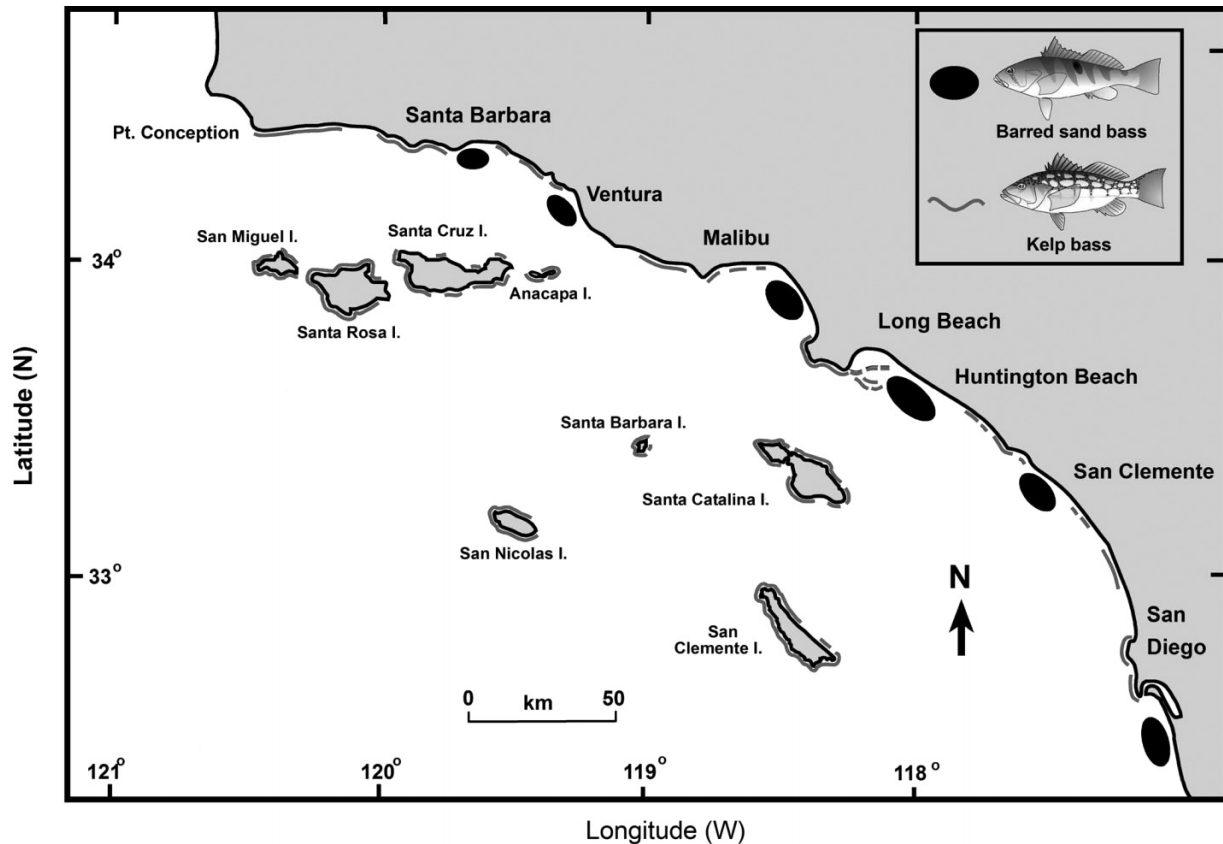 Barred sand bass
Kelp bass
Santa Barbara
Pt. Conception
Ventura
Malibu
San Miguel I.
Santa Cruz I.
34°
Anacapa I.
Santa Rosa I.
Long Beach
Huntington Beach
Latitude (N)
Santa Barbara I.
San Clemente
Santa Catalina I.
San Nicolas I.
33°
N
San
Diego
San
Clemente I.
0 km 50
121° 120° 119° 118°
Longitude (W)